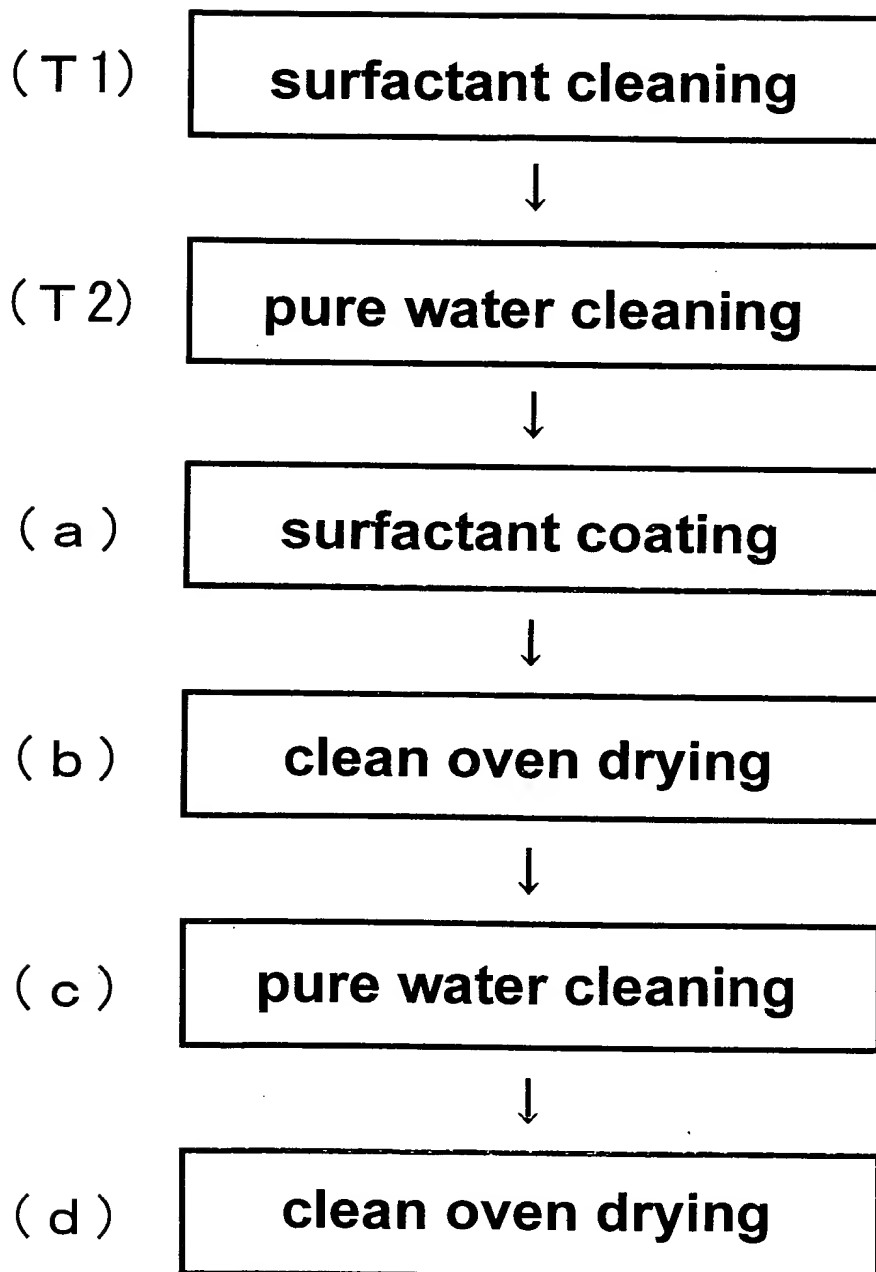 (T1) surfactant cleaning
↓
(T2) pure water cleaning
↓
(a) surfactant coating
↓
(b) clean oven drying
↓
(c) pure water cleaning
↓
(d) clean oven drying